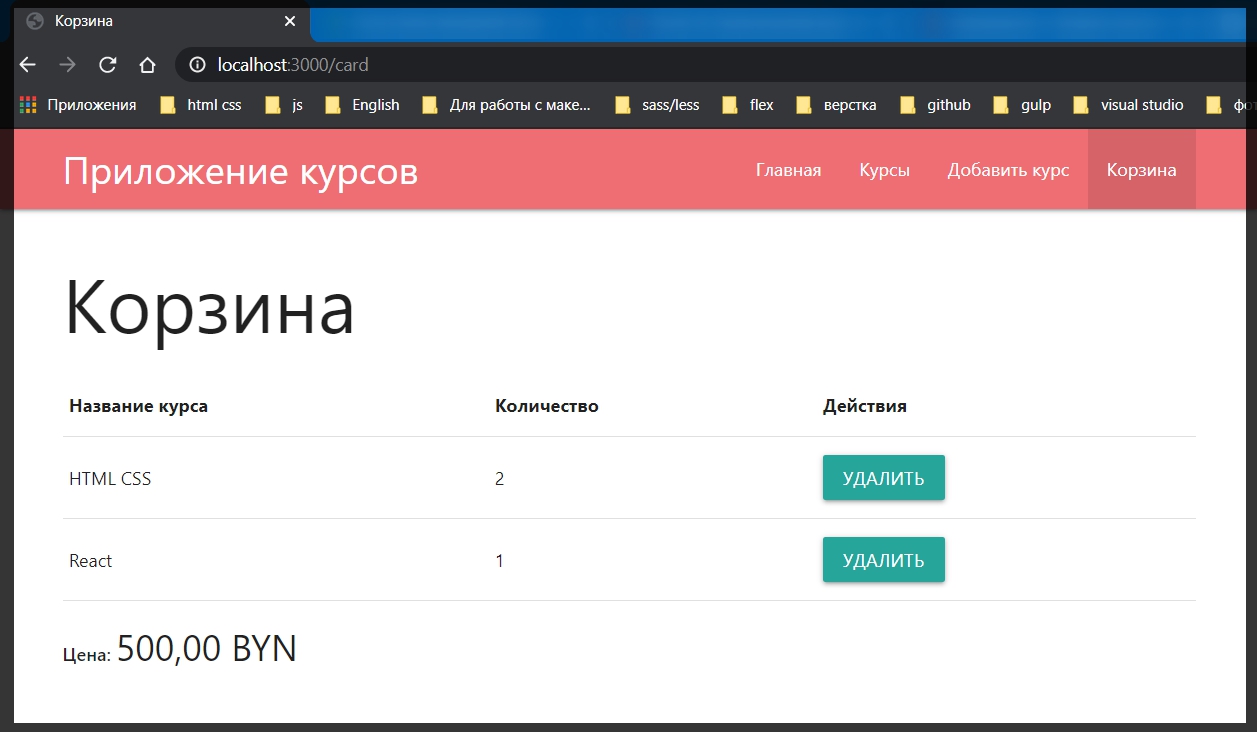 Корзина
localhost:3000/card
Приложения html css js English Для работы с маке... sass/less flex верстка github gulp visual studio
Приложение курсов Главная Курсы Добавить курс Корзина
Корзина
Название курса Количество Действия
HTML CSS 2 УДАЛИТЬ
React 1 УДАЛИТЬ
Цена: 500,00 BYN